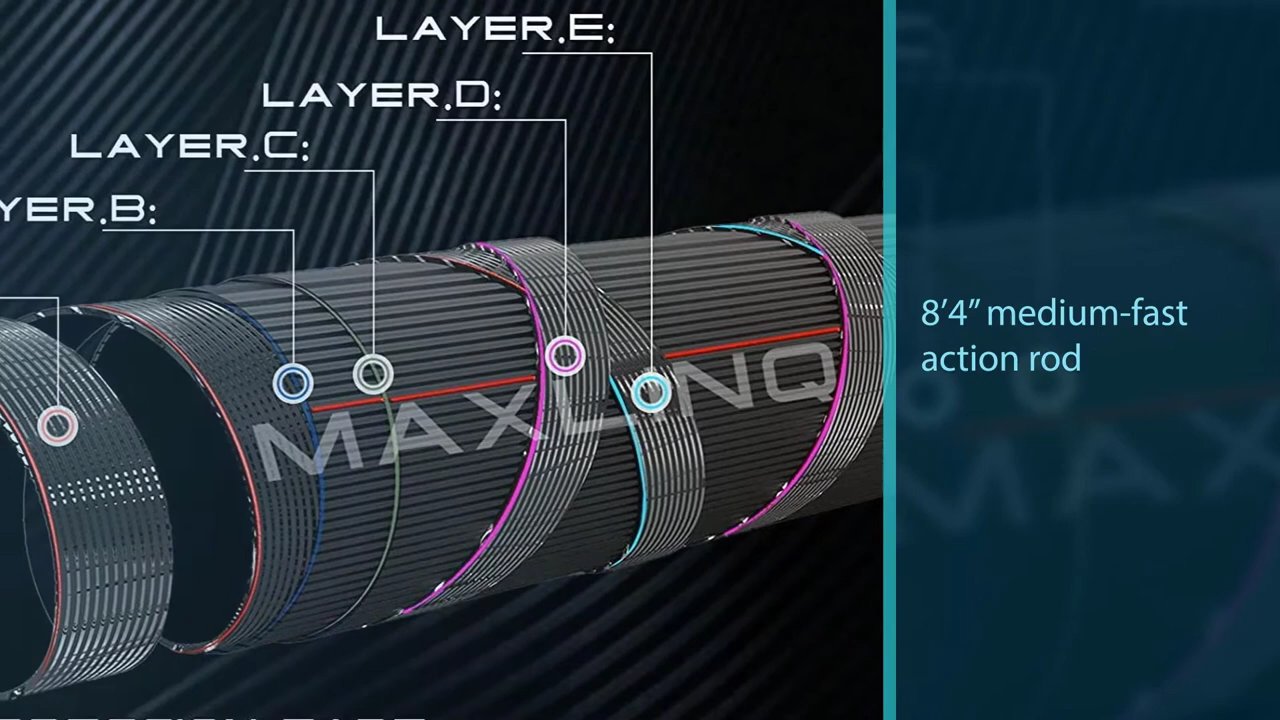 LAYER.E:
LAYER.D:
LAYER.C:
YER.B:
MAXLINQ
8’4” medium-fast
action rod